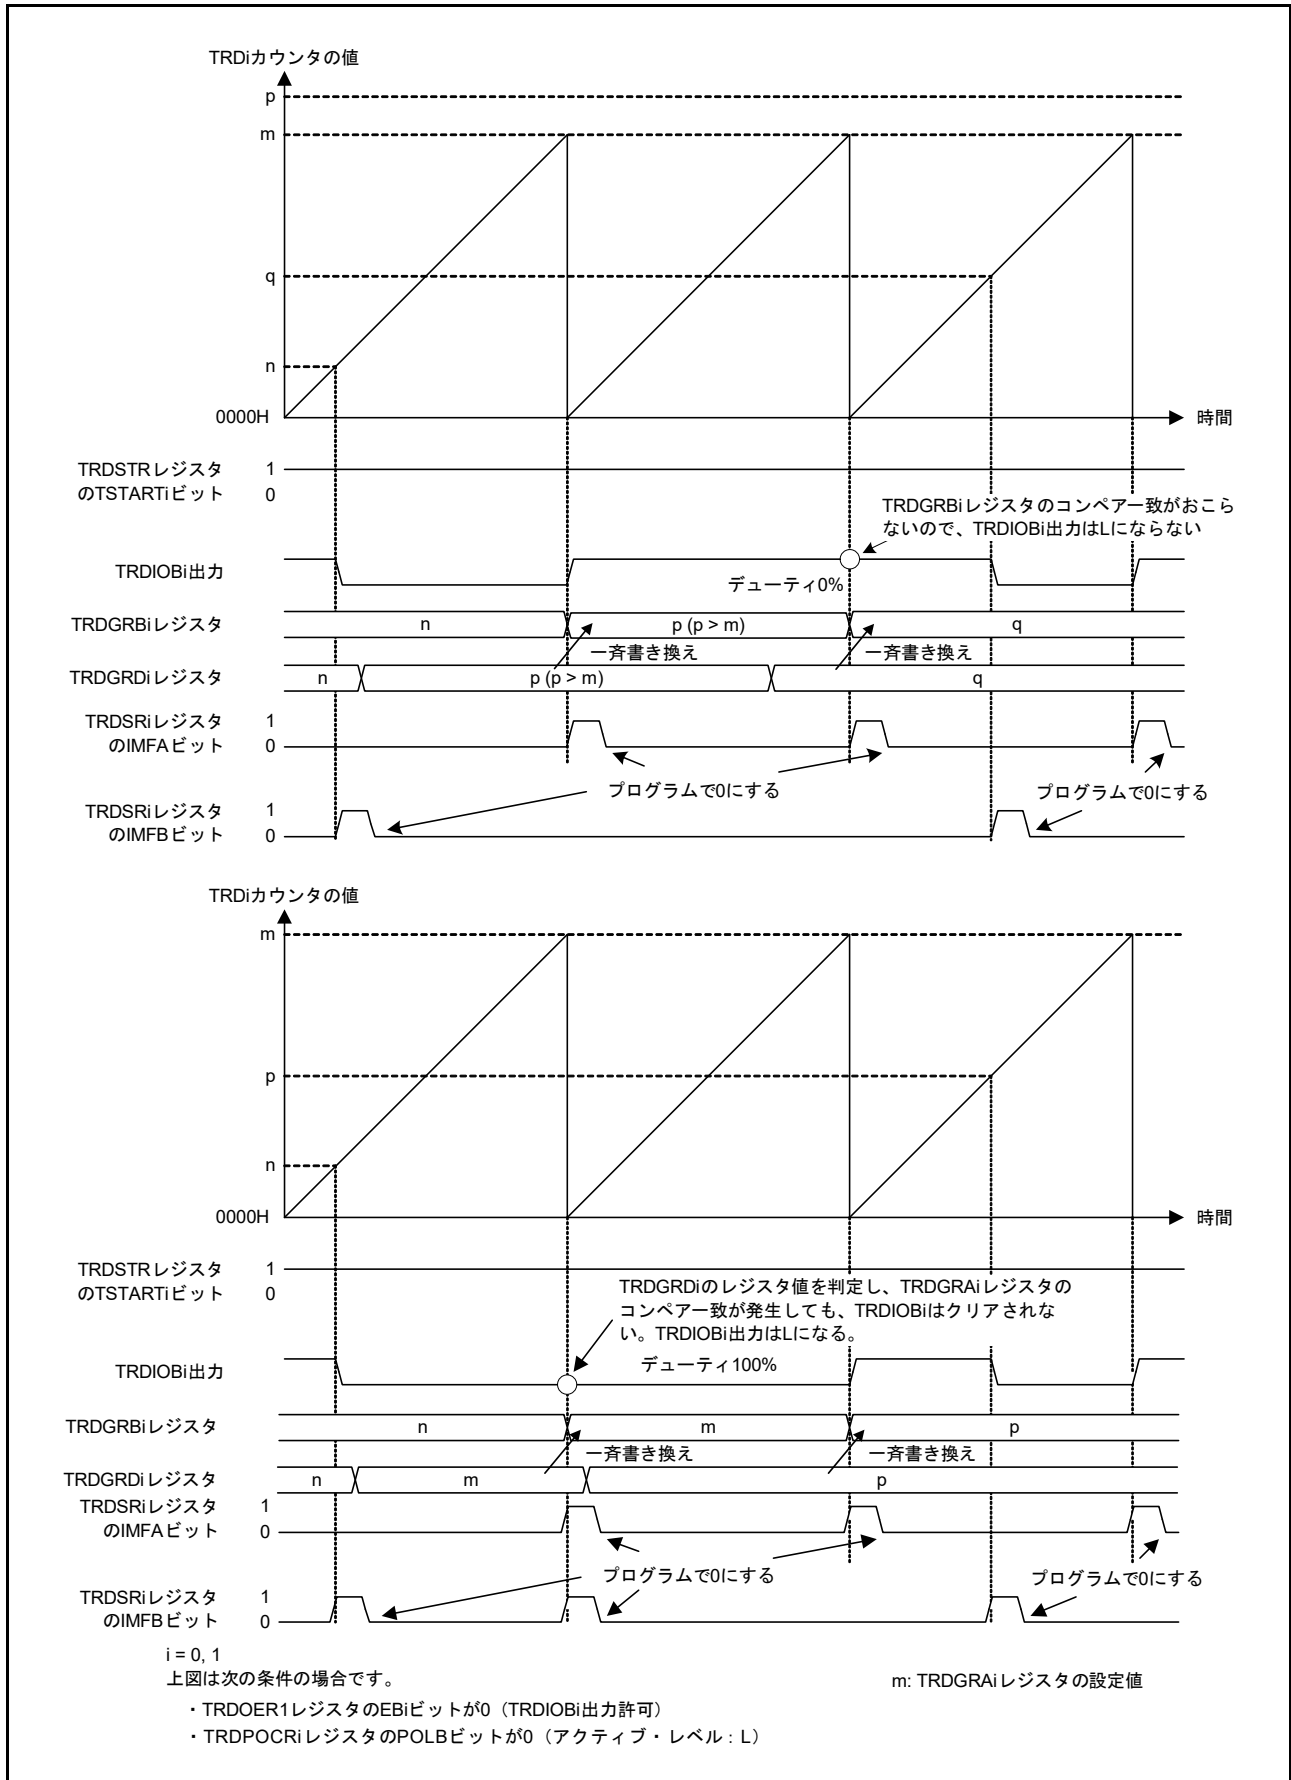 TRDiカウンタの値
p
m
q
n
0000H
時間
TRDSTRレジスタ
のTSTARTiビット
1
0
TRDGRBiレジスタのコンペア一致がおこら
ないので、TRDIOBi出力はLにならない
TRDIOBi出力
デューティ0%
TRDGRBiレジスタ
n
p (p > m)
q
一斉書き換え
一斉書き換え
TRDGRDiレジスタ
n
p (p > m)
q
TRDSRiレジスタ
のIMFAビット
1
0
プログラムで0にする
プログラムで0にする
TRDSRiレジスタ
のIMFBビット
1
0
TRDiカウンタの値
m
p
n
0000H
時間
TRDSTRレジスタ
のTSTARTiビット
1
0
TRDGRDiのレジスタ値を判定し、TRDGRAiレジスタの
コンペア一致が発生しても、TRDIOBiはクリアされな
い。TRDIOBi出力はLになる。
TRDIOBi出力
デューティ100%
TRDGRBiレジスタ
n
m
p
一斉書き換え
一斉書き換え
TRDGRDiレジスタ
n
m
p
TRDSRiレジスタ
のIMFAビット
1
0
プログラムで0にする
プログラムで0にする
TRDSRiレジスタ
のIMFBビット
1
0
i = 0, 1
上図は次の条件の場合です。
m: TRDGRAiレジスタの設定値
・TRDOER1レジスタのEBiビットが0（TRDIOBi出力許可）
・TRDPOCRiレジスタのPOLBビットが0（アクティブ・レベル：L）